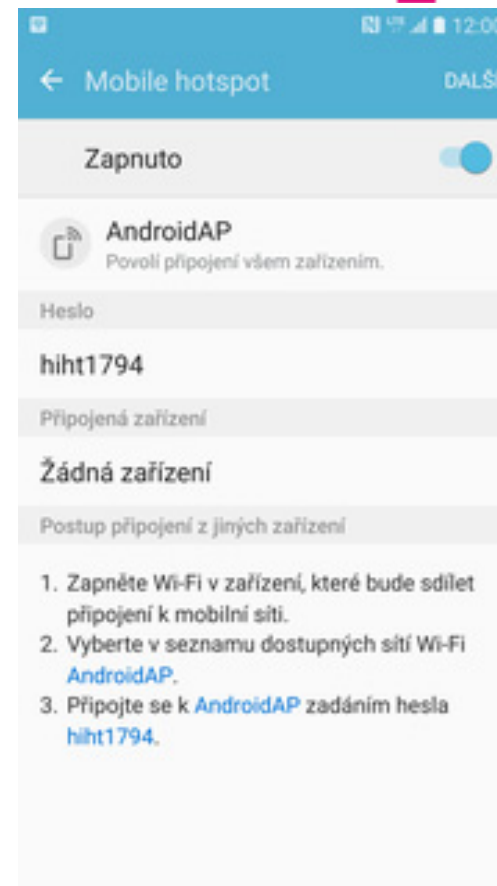 12:00
Mobile hotspot
DALŠÍ
Zapnuto
AndroidAP
Povolí připojení všem zařízením.
Heslo
hiht1794
Připojená zařízení
Žádná zařízení
Postup připojení z jiných zařízení
1. Zapněte Wi-Fi v zařízení, které bude sdílet
připojení k mobilní síti.
2. Vyberte v seznamu dostupných sítí Wi-Fi
AndroidAP.
3. Připojte se k AndroidAP zadáním hesla
hiht1794.